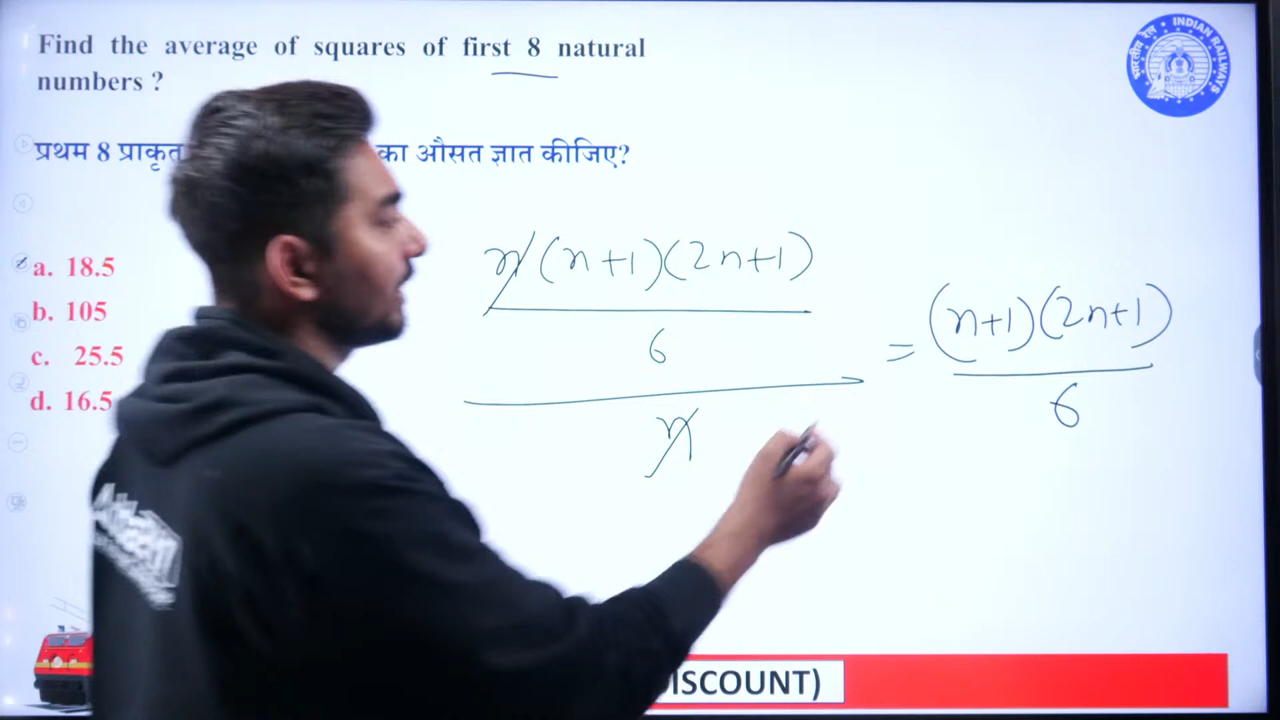 Find the average of squares of first 8 natural
numbers ?
प्रथम 8 का औसत ज्ञात कीजिए?
a. 18.5
b. 105
c. 25.5
d. 16.5
n(n+1)(2n+1)
6
n
= (n+1)(2n+1)
6
भारतीय रेल INDIAN RAILWAYS